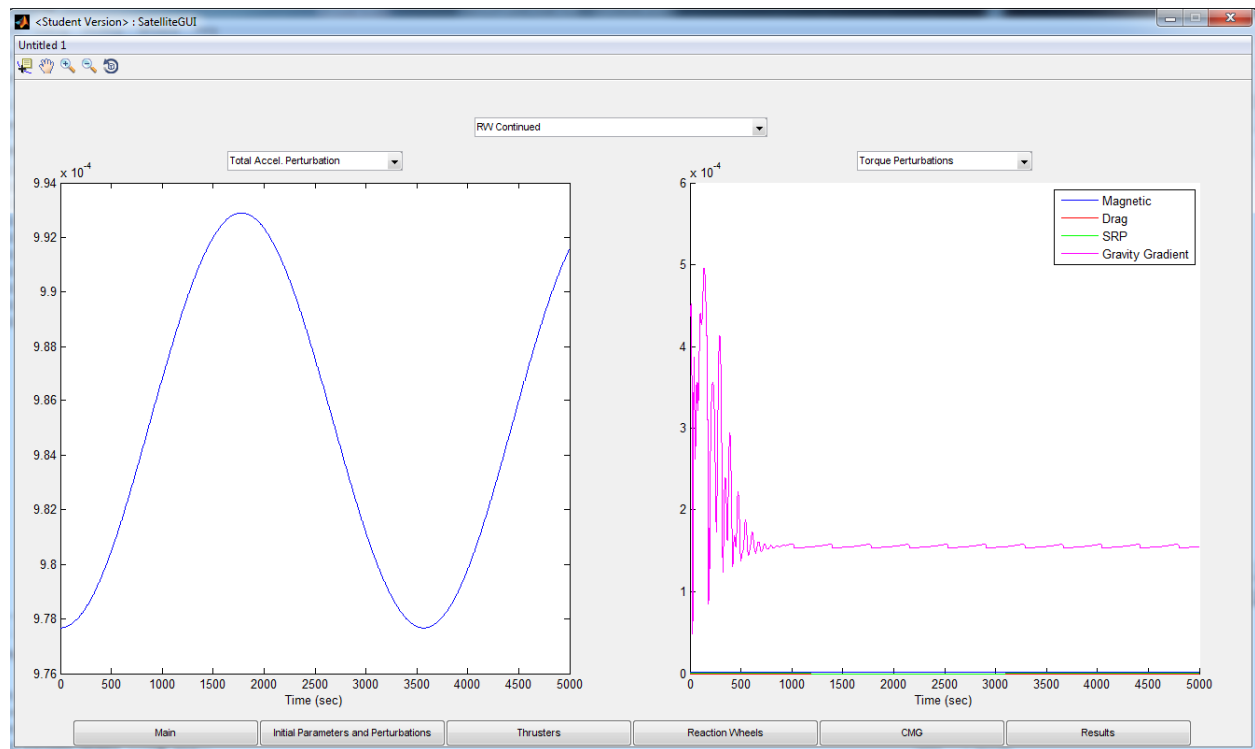 <Student Version> : SatelliteGUI
Untitled 1
RW Continued
Total Accel. Perturbation
Torque Perturbations
x 10^-4
9.94
9.92
9.9
9.88
9.86
9.84
9.82
9.8
9.78
9.76
0 500 1000 1500 2000 2500 3000 3500 4000 4500 5000
Time (sec)
x 10^-4
6
5
4
3
2
1
0
Magnetic
Drag
SRP
Gravity Gradient
0 500 1000 1500 2000 2500 3000 3500 4000 4500 5000
Time (sec)
Main
Initial Parameters and Perturbations
Thrusters
Reaction Wheels
CMG
Results